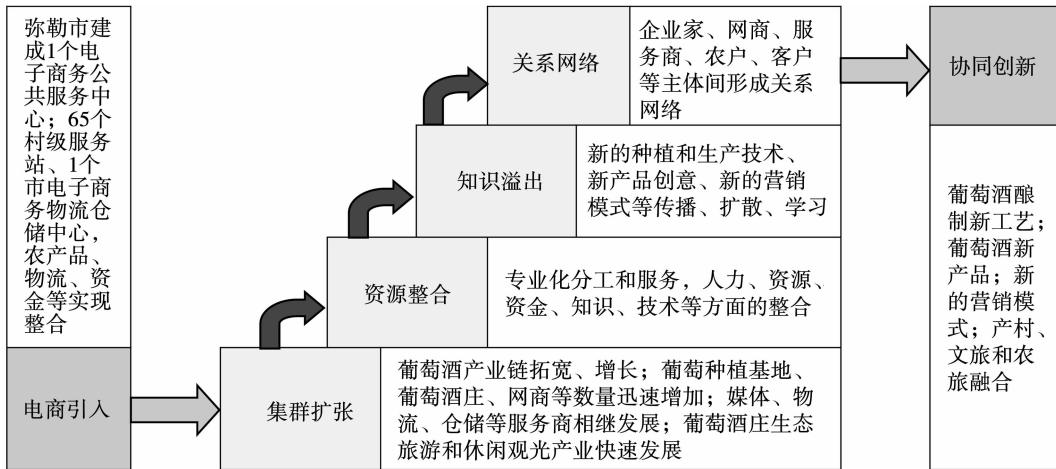 弥勒市建
成1个电
子商务公
共服务中
心；65个
村级服务
站、1个
市电子商
务物流仓
储中心，
农产品、
物流、资
金等实现
整合
电商引入
集群扩张
葡萄酒产业链拓宽、增长；葡萄种植基地、
葡萄酒庄、网商等数量迅速增加；媒体、物
流、仓储等服务商相继发展；葡萄酒庄生态
旅游和休闲观光产业快速发展
资源整合
专业化分工和服务，人力、资源、
资金、知识、技术等方面的整合
知识溢出
新的种植和生产技术、
新产品创意、新的营销
模式等传播、扩散、学习
关系网络
企业家、网商、服
务商、农户、客户
等主体间形成关系
网络
协同创新
葡萄酒酿
制新工艺；
葡萄酒新
产品；新
的营销模
式；产村、
文旅和农
旅融合